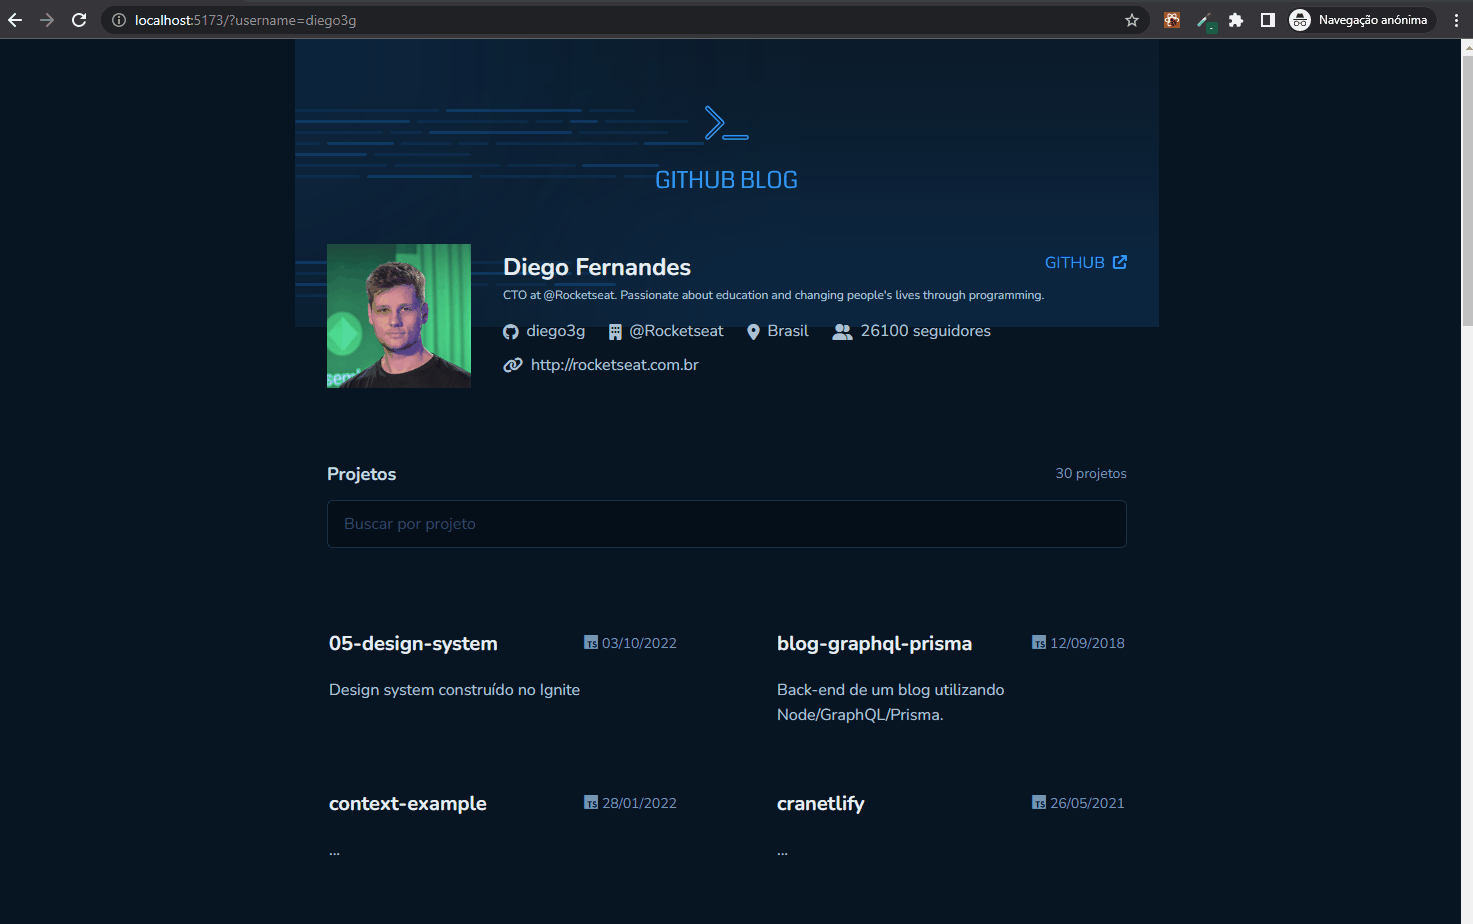 localhost:5173/?username=diego3g
Navegação anónima
GITHUB BLOG
Diego Fernandes
GITHUB
CTO at @Rocketseat. Passionate about education and changing people's lives through programming.
diego3g @Rocketseat Brasil 26100 seguidores
http://rocketseat.com.br
Projetos
30 projetos
Buscar por projeto
05-design-system
TS 03/10/2022
Design system construído no Ignite
blog-graphql-prisma
TS 12/09/2018
Back-end de um blog utilizando
Node/GraphQL/Prisma.
context-example
TS 28/01/2022
...
cranetlify
TS 26/05/2021
...